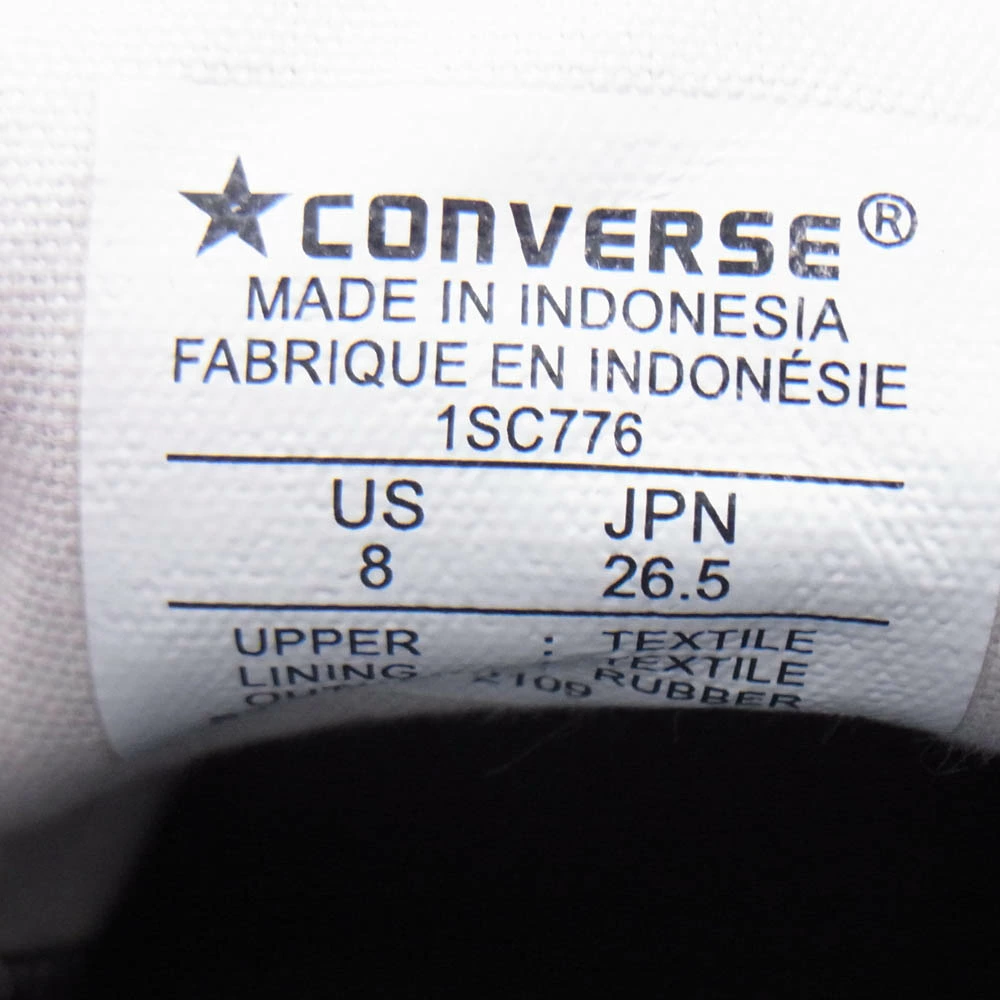 ★CONVERSE®
MADE IN INDONESIA
FABRIQUE EN INDONÉSIE
1SC776
US JPN
8 26.5
UPPER : TEXTILE
LINING TEXTILE
RUBBER